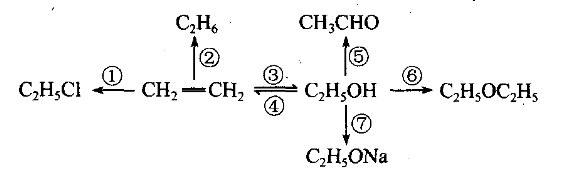 C₂H₆ CH₃CHO
② ⑤
C₂H₅Cl ① CH₂═CH₂ ③ ④ C₂H₅OH ⑥ C₂H₅OC₂H₅
⑦
C₂H₅ONa